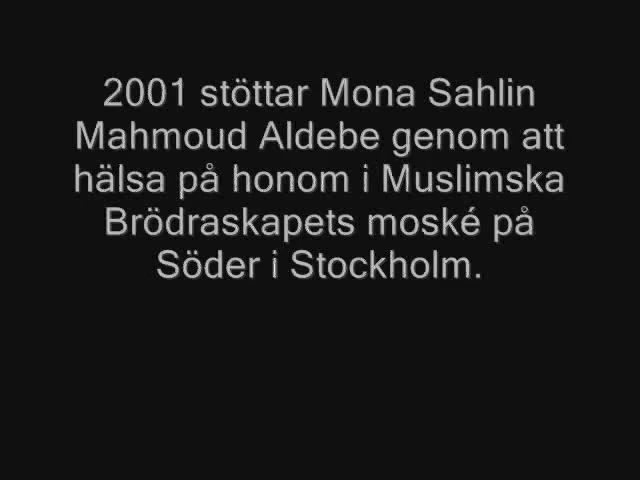 2001 stöttar Mona Sahlin
Mahmoud Aldebe genom att
hälsa på honom i Muslimska
Brödraskapets moské på
Söder i Stockholm.